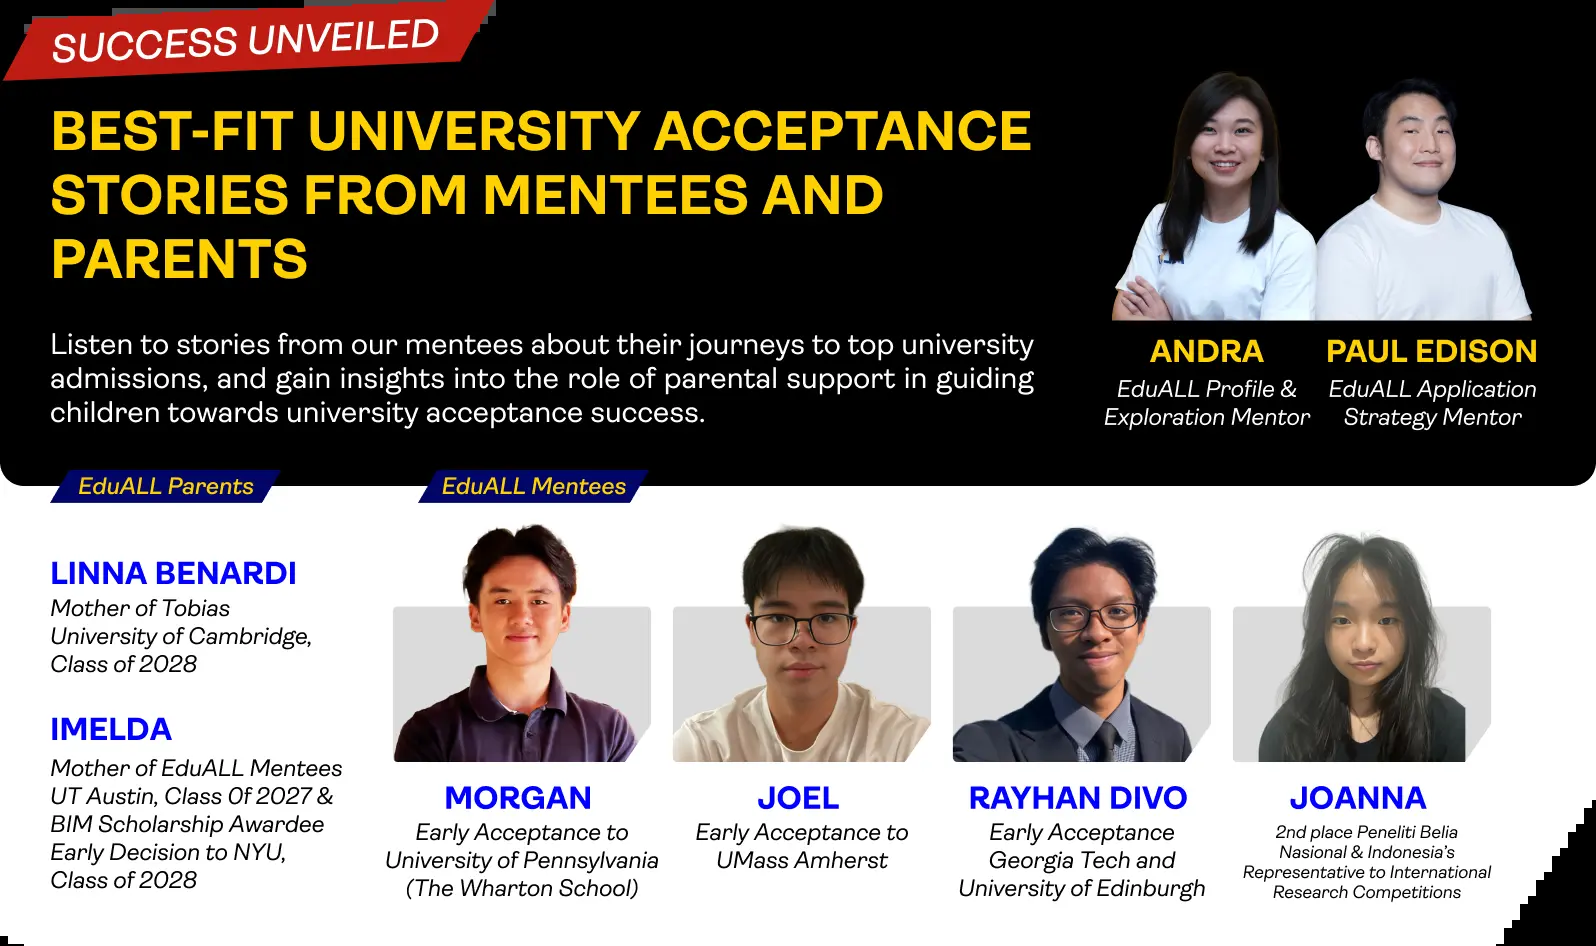 SUCCESS UNVEILED
BEST-FIT UNIVERSITY ACCEPTANCE
STORIES FROM MENTEES AND
PARENTS
Listen to stories from our mentees about their journeys to top university
admissions, and gain insights into the role of parental support in guiding
children towards university acceptance success.
ANDRA
EduALL Profile &
Exploration Mentor
PAUL EDISON
EduALL Application
Strategy Mentor
EduALL Parents
LINNA BENARDI
Mother of Tobias
University of Cambridge,
Class of 2028
IMELDA
Mother of EduALL Mentees
UT Austin, Class 0f 2027 &
BIM Scholarship Awardee
Early Decision to NYU,
Class of 2028
EduALL Mentees
MORGAN
Early Acceptance to
University of Pennsylvania
(The Wharton School)
JOEL
Early Acceptance to
UMass Amherst
RAYHAN DIVO
Early Acceptance
Georgia Tech and
University of Edinburgh
JOANNA
2nd place Peneliti Belia
Nasional & Indonesia's
Representative to International
Research Competitions